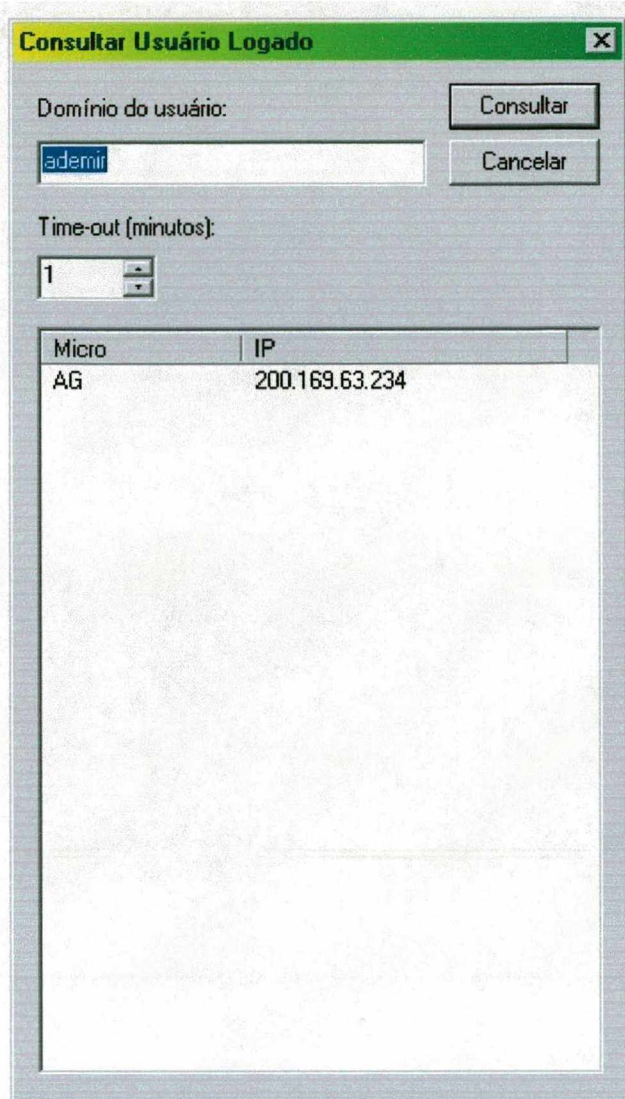 Consultar Usuário Logado
Domínio do usuário:
Consultar
ademir
Cancelar
Time-out (minutos):
1
Micro IP
AG 200.169.63.234